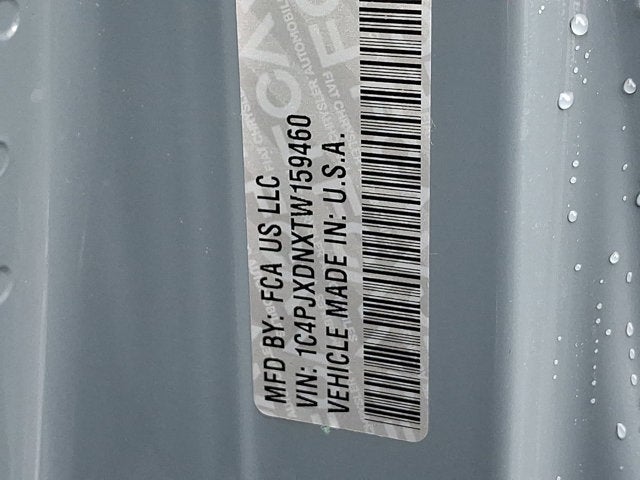 MFD BY: FCA US LLC
VIN: 1C4PJXDNXTW159460
VEHICLE MADE IN: U.S.A.